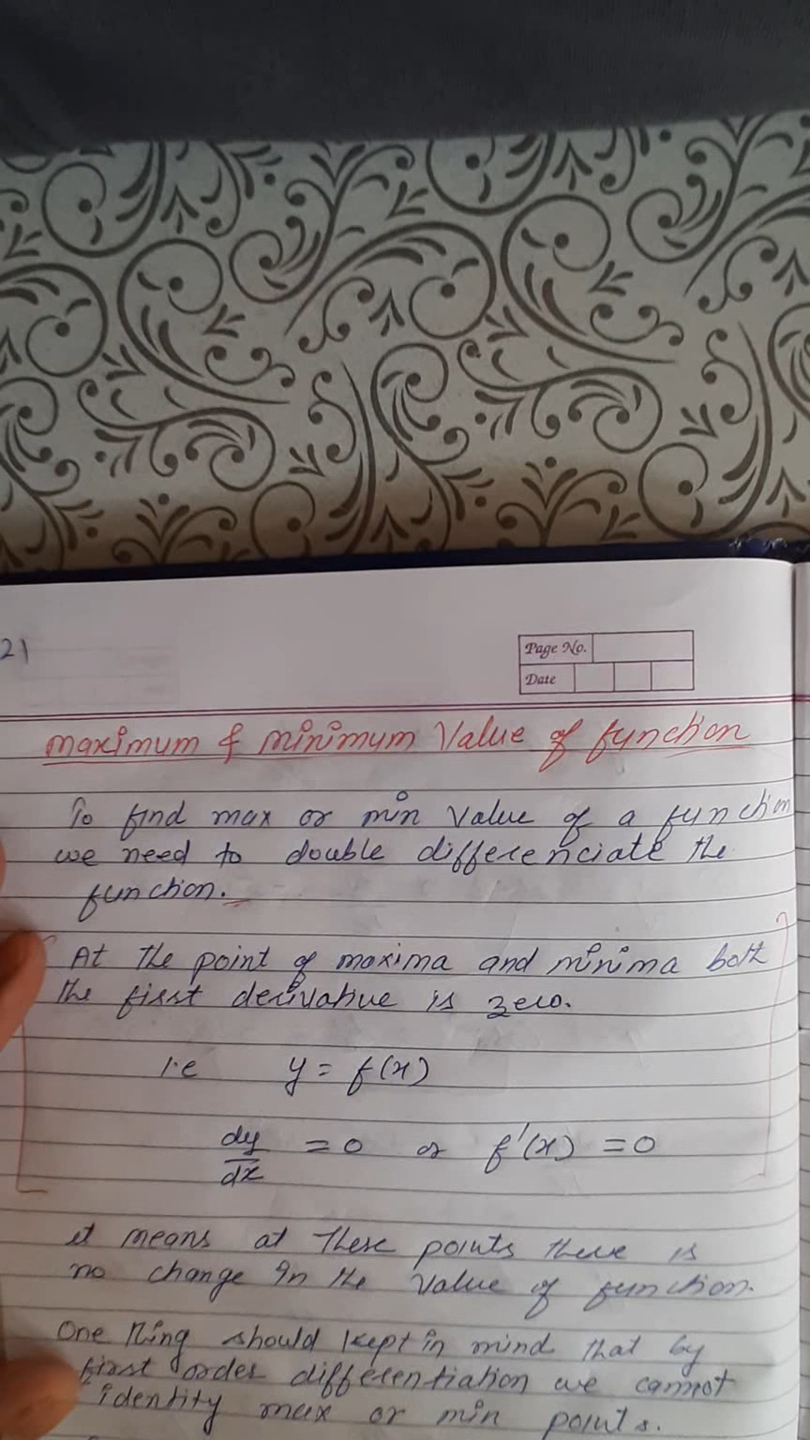 21
Page No.
Date
Maximum & minimum Value of function
To find max or min value of a function
we need to double differenciate the
function.
At the point of maxima and minima both
the first derivative is zero.
i.e y = f(x)
dy/dx = 0 or f'(x) = 0
it means at these points there is
no change in the value of function.
One thing should kept in mind that by
first order differentiation we cannot
identity max or min points.